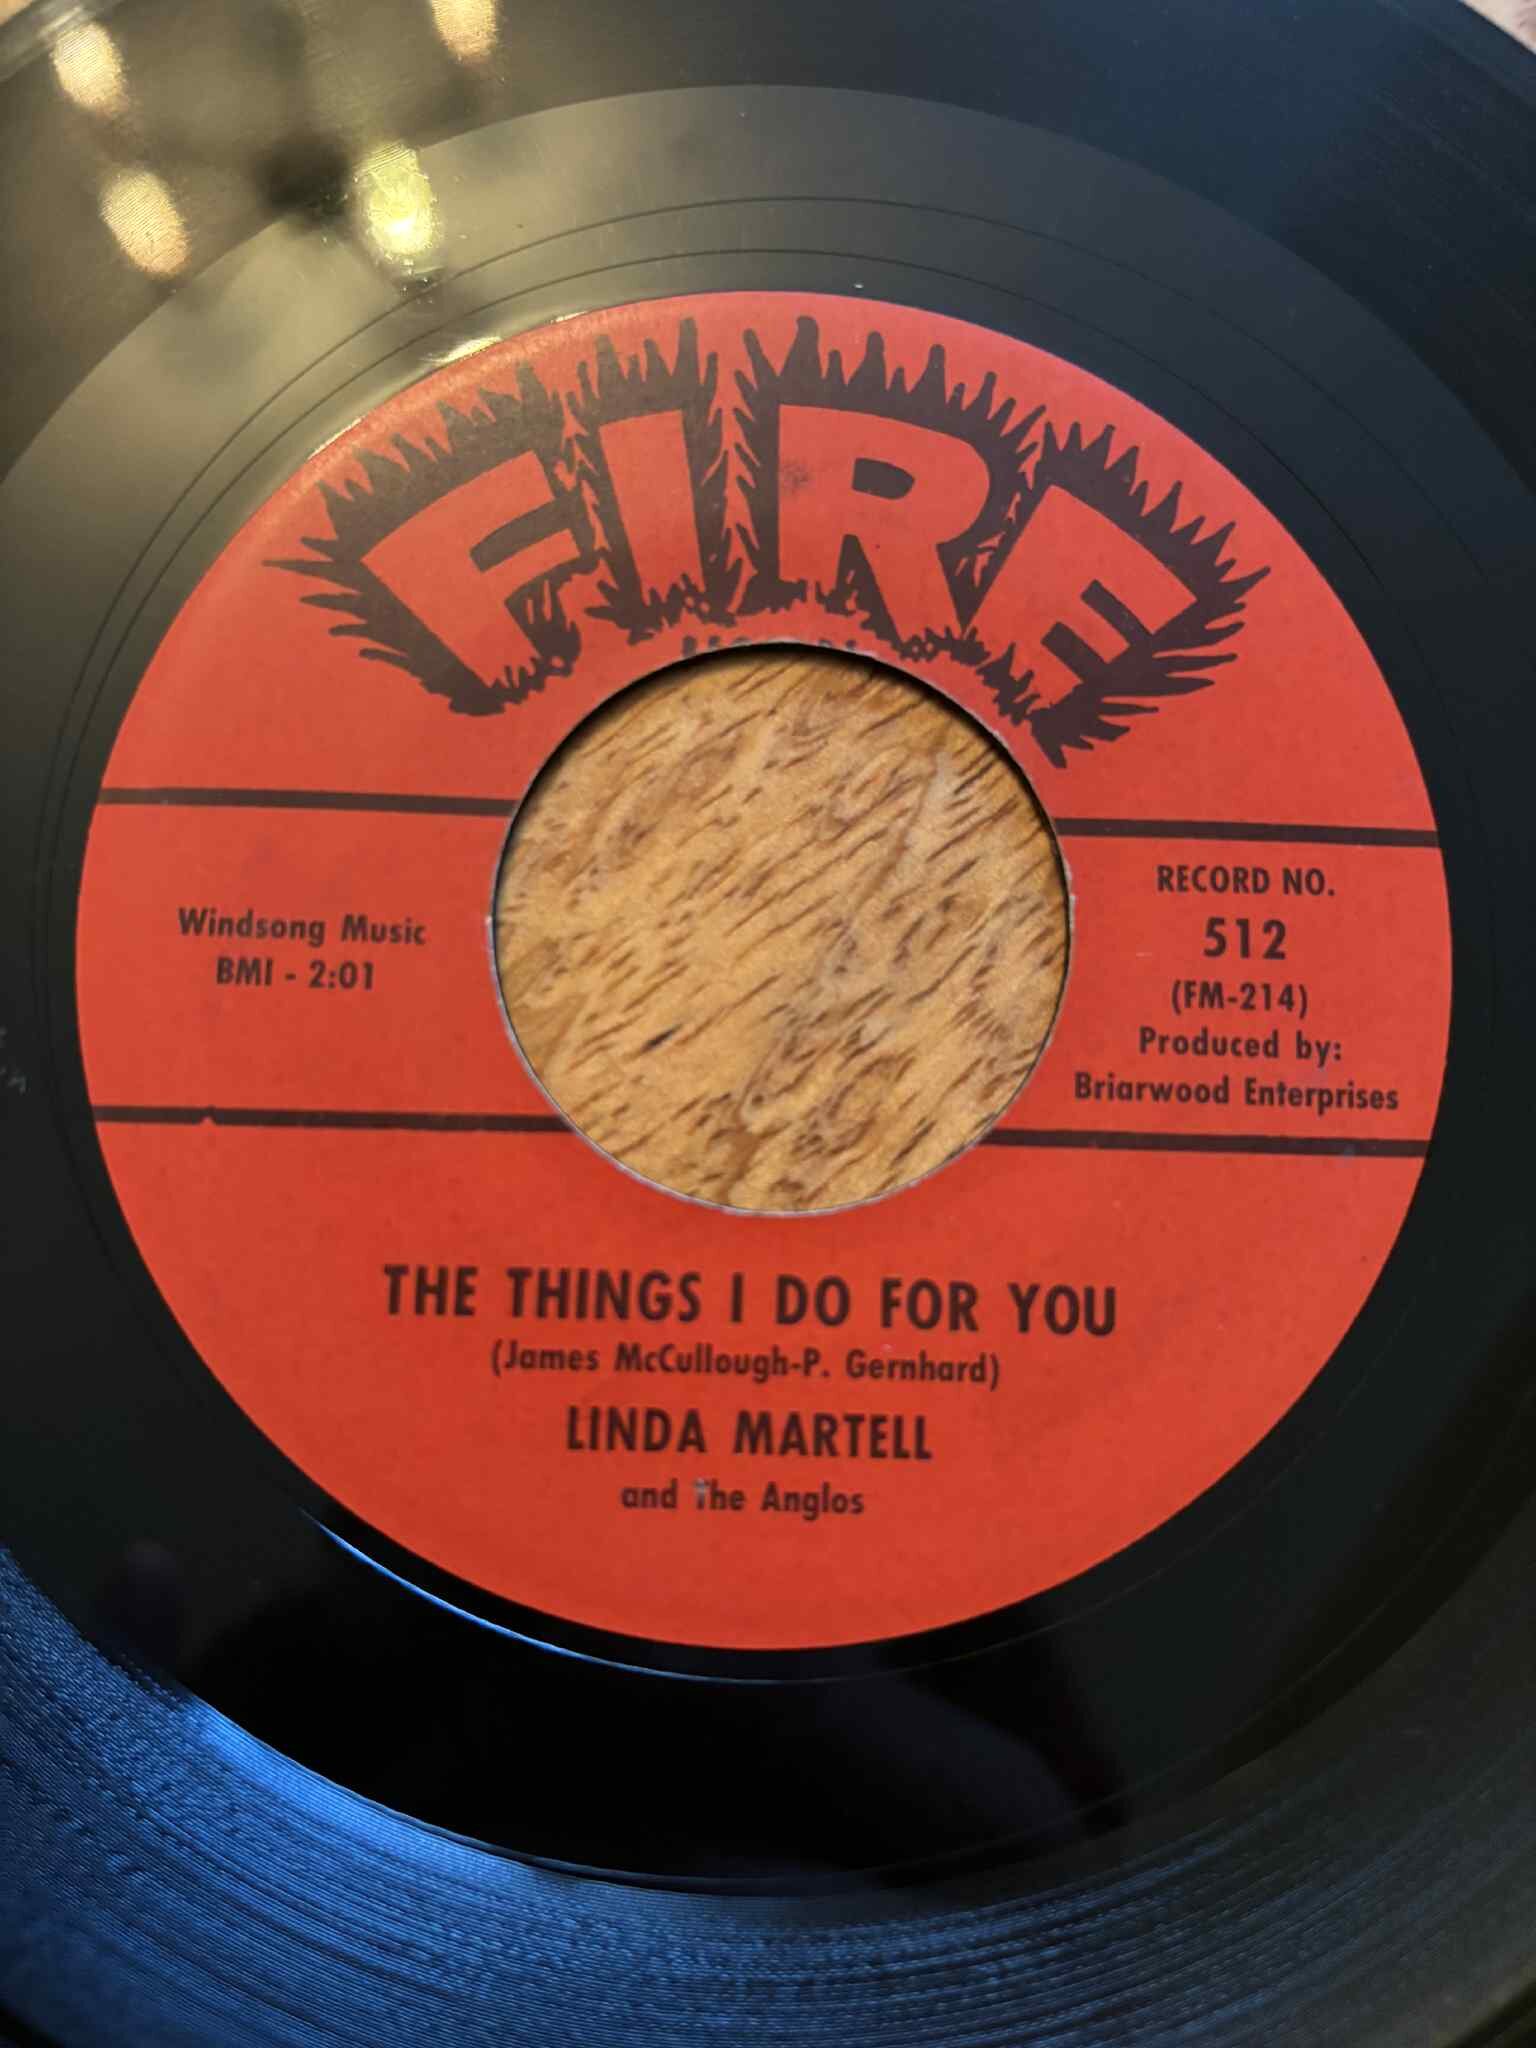 FIRE
Windsong Music
BMI - 2:01
RECORD NO.
512
(FM-214)
Produced by:
Briarwood Enterprises
THE THINGS I DO FOR YOU
(James McCullough-P. Gernhard)
LINDA MARTELL
and The Anglos